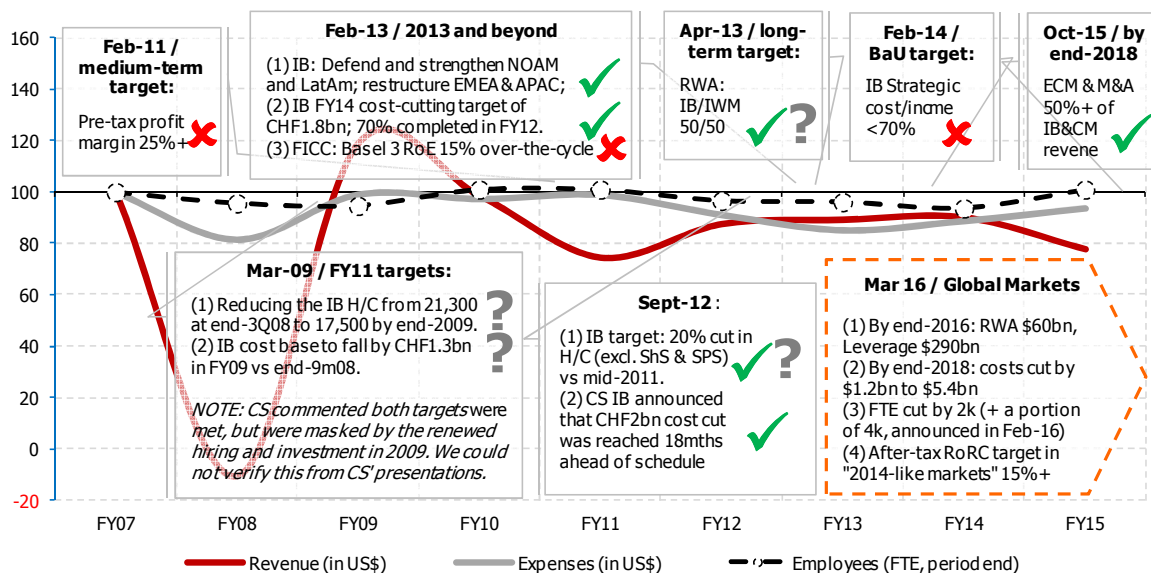 160
140
120
100
80
60
40
20
0
-20
Feb-11 /
medium-term
target:
Pre-tax profit
margin 25%+
Feb-13 / 2013 and beyond
(1) IB: Defend and strengthen NOAM
and LatAm; restructure EMEA & APAC;
(2) IB FY14 cost-cutting target of
CHF1.8bn; 70% completed in FY12.
(3) FICC: Basel 3 RoE 15% over-the-cycle
Apr-13 / long-
term target:
RWA:
IB/IWM
50/50
?
Feb-14 /
BaU target:
IB Strategic
cost/income
<70%
Oct-15 / by
end-2018
ECM & M&A
50%+ of
IB&CM
revene
Mar-09 / FY11 targets:
(1) Reducing the IB H/C from 21,300
at end-3Q08 to 17,500 by end-2009.
(2) IB cost base to fall by CHF1.3bn
in FY09 vs end-9m08.
?
?
NOTE: CS commented both targets were
met, but were masked by the renewed
hiring and investment in 2009. We could
not verify this from CS' presentations.
Sept-12 :
(1) IB target: 20% cut in
H/C (excl. ShS & SPS)
vs mid-2011.
(2) CS IB announced
that CHF2bn cost cut
was reached 18mths
ahead of schedule
?
Mar 16 / Global Markets
(1) By end-2016: RWA $60bn,
Leverage $290bn
(2) By end-2018: costs cut by
$1.2bn to $5.4bn
(3) FTE cut by 2k (+ a portion
of 4k, announced in Feb-16)
(4) After-tax RoRC target in
"2014-like markets" 15%+
FY07 FY08 FY09 FY10 FY11 FY12 FY13 FY14 FY15
Revenue (in US$) Expenses (in US$) Employees (FTE, period end)